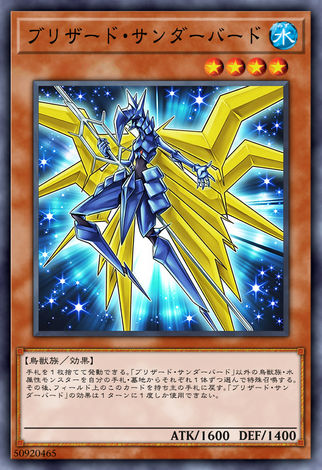 ブリザード・サンダーバード
水
【鳥獣族／効果】
手札を１枚捨てて発動できる。「ブリザード・サンダーバード」以外の鳥獣族・水
属性モンスターを自分の手札・墓地からそれぞれ１体ずつ選んで特殊召喚する。
その後、フィールド上のこのカードを持ち主の手札に戻す。「ブリザード・サン
ダーバード」の効果は１ターンに１度しか使用できない。
ATK/1600 DEF/1400
50920465